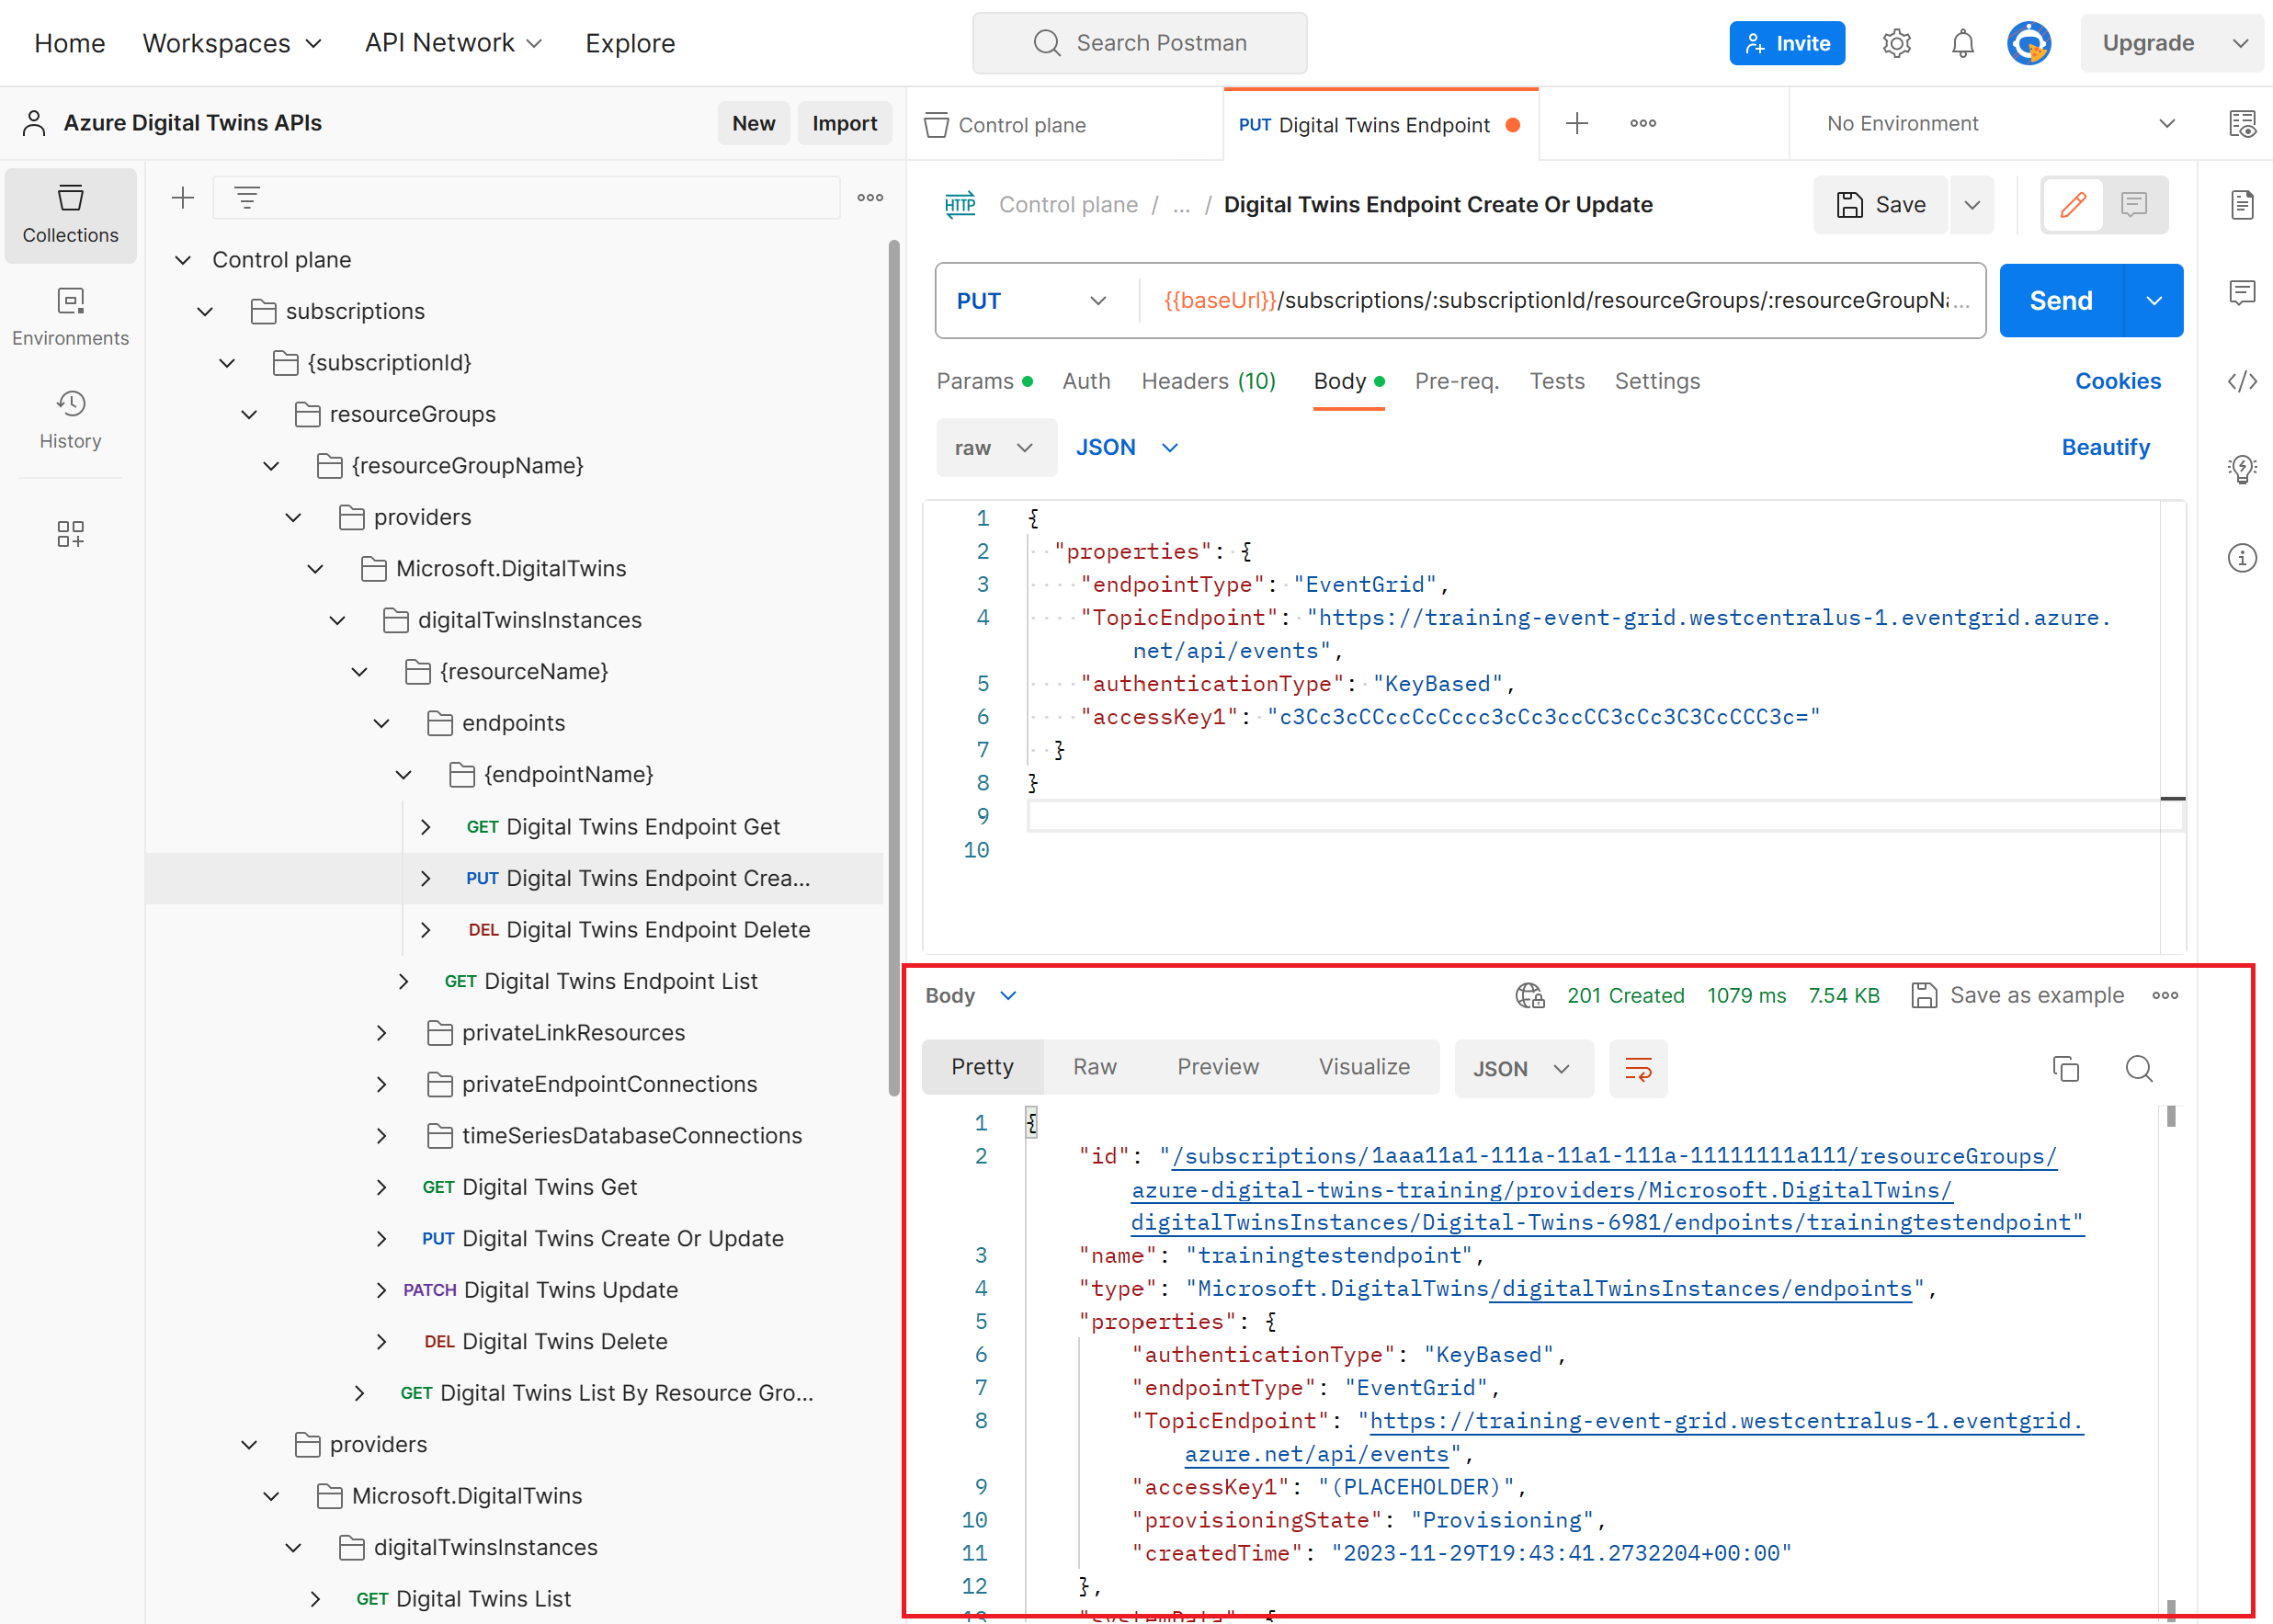 Home Workspaces API Network Explore Search Postman Invite Upgrade
Azure Digital Twins APIs New Import
Control plane PUT Digital Twins Endpoint No Environment
Collections
Environments
History
Control plane
subscriptions
{subscriptionId}
resourceGroups
{resourceGroupName}
providers
Microsoft.DigitalTwins
digitalTwinsInstances
{resourceName}
endpoints
{endpointName}
GET Digital Twins Endpoint Get
PUT Digital Twins Endpoint Crea...
DEL Digital Twins Endpoint Delete
GET Digital Twins Endpoint List
privateLinkResources
privateEndpointConnections
timeSeriesDatabaseConnections
GET Digital Twins Get
PUT Digital Twins Create Or Update
PATCH Digital Twins Update
DEL Digital Twins Delete
GET Digital Twins List By Resource Gro...
providers
Microsoft.DigitalTwins
digitalTwinsInstances
GET Digital Twins List
HTTP Control plane / ... / Digital Twins Endpoint Create Or Update Save
PUT {{baseUrl}}/subscriptions/:subscriptionId/resourceGroups/:resourceGroupNa...
Send
Params Auth Headers (10) Body Pre-req. Tests Settings Cookies
raw JSON Beautify
1 {
2 "properties": {
3 "endpointType": "EventGrid",
4 "TopicEndpoint": "https://training-event-grid.westcentralus-1.eventgrid.azure.
net/api/events",
5 "authenticationType": "KeyBased",
6 "accessKey1": "c3Cc3cCCccCcCccc3cCc3ccCC3cCc3C3CcCCC3c="
7 }
8 }
9
10
Body 201 Created 1079 ms 7.54 KB Save as example
Pretty Raw Preview Visualize JSON
1 {
2 "id": "/subscriptions/1aaa11a1-111a-11a1-111a-11111111a111/resourceGroups/
azure-digital-twins-training/providers/Microsoft.DigitalTwins/
digitalTwinsInstances/Digital-Twins-6981/endpoints/trainingtestendpoint"
3 "name": "trainingtestendpoint",
4 "type": "Microsoft.DigitalTwins/digitalTwinsInstances/endpoints",
5 "properties": {
6 "authenticationType": "KeyBased",
7 "endpointType": "EventGrid",
8 "TopicEndpoint": "https://training-event-grid.westcentralus-1.eventgrid.
azure.net/api/events",
9 "accessKey1": "(PLACEHOLDER)",
10 "provisioningState": "Provisioning",
11 "createdTime": "2023-11-29T19:43:41.2732204+00:00"
12 },
13 "systemData": {